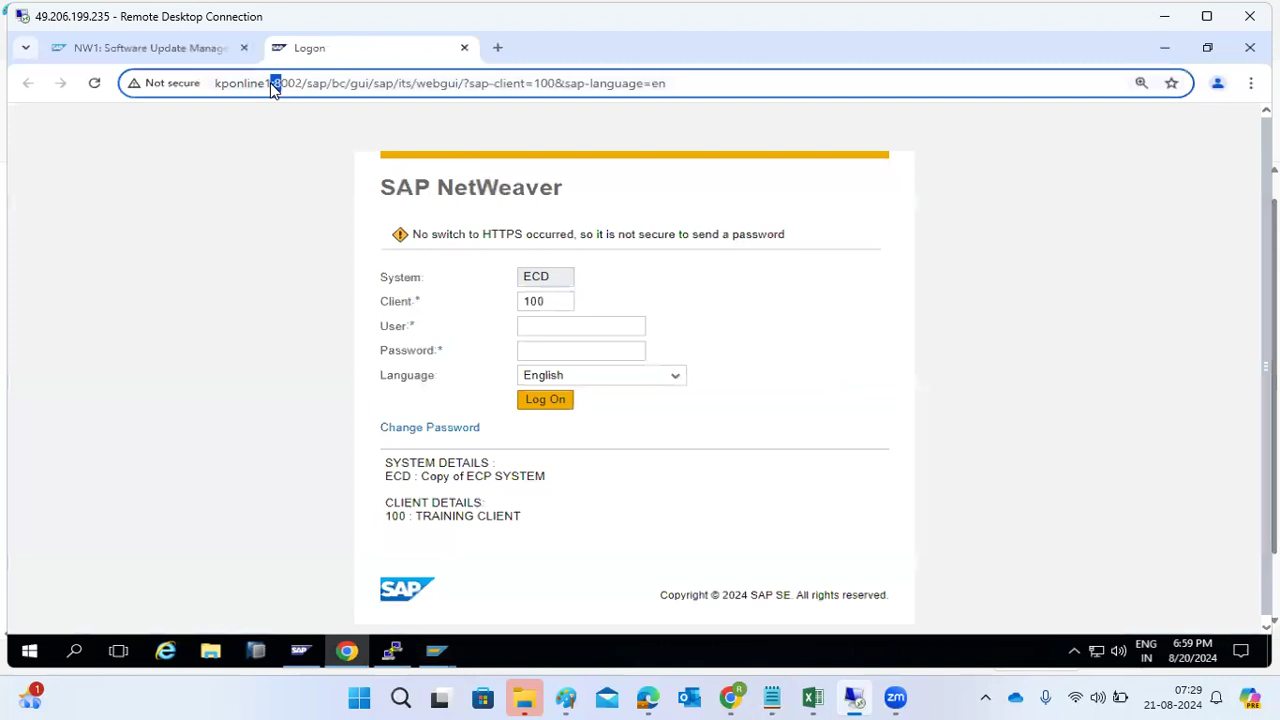 49.206.199.235 - Remote Desktop Connection
NW1: Software Update Manage
Logon
Not secure
kponline1:8002/sap/bc/gui/sap/its/webgui/?sap-client=100&sap-language=en
SAP NetWeaver
No switch to HTTPS occurred, so it is not secure to send a password
System: ECD
Client:* 100
User:*
Password:*
Language: English
Log On
Change Password
SYSTEM DETAILS :
ECD : Copy of ECP SYSTEM
CLIENT DETAILS:
100 : TRAINING CLIENT
SAP
Copyright © 2024 SAP SE. All rights reserved.
ENG
IN
6:59 PM
8/20/2024
1
07:29
21-08-2024
PRE